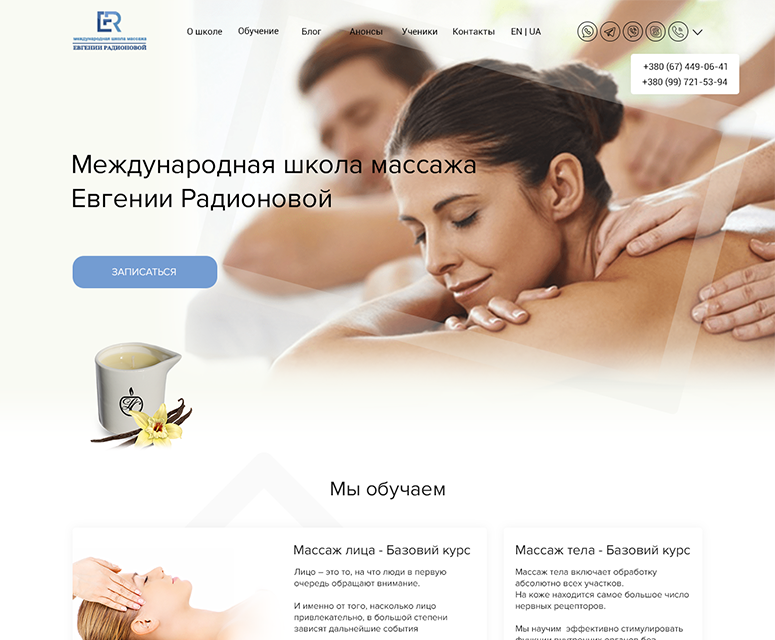 ER
международная школа массажа
ЕВГЕНИИ РАДИОНОВОЙ
О школе
Обучение
Блог
Анонсы
Ученики
Контакты
EN | UA
+380 (67) 449-06-41
+380 (99) 721-53-94
Международная школа массажа
Евгении Радионовой
ЗАПИСАТЬСЯ
Мы обучаем
Массаж лица - Базовий курс
Лицо – это то, на что люди в первую
очередь обращают внимание.
И именно от того, насколько лицо
привлекательно, в большой степени
зависят дальнейшие события
Массаж тела - Базовий курс
Массаж тела включает обработку
абсолютно всех участков.
На коже находится самое большое число
нервных рецепторов.
Мы научим эффективно стимулировать
функции внутренних органов без